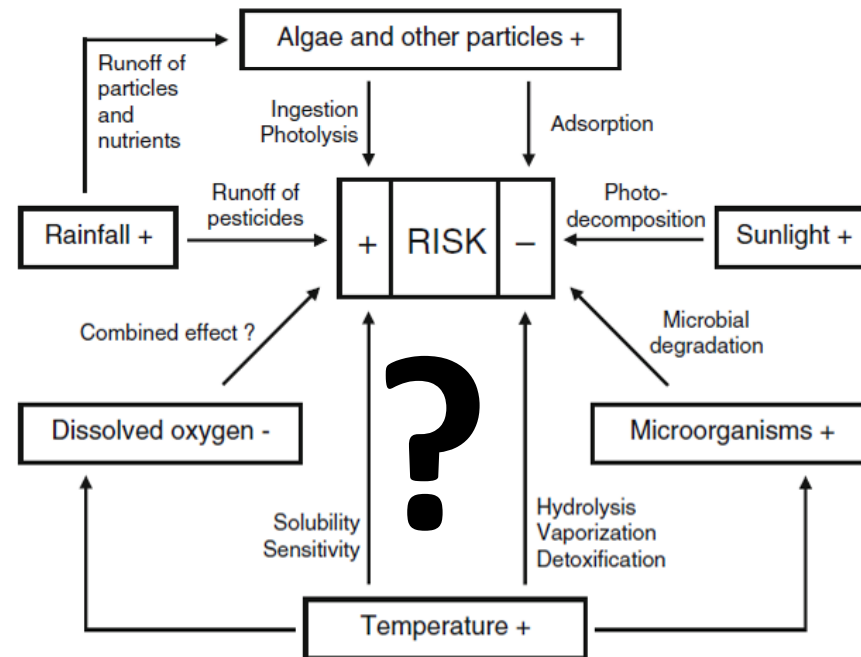 Algae and other particles +
Runoff of
particles
and
nutrients
Ingestion
Photolysis
Adsorption
Rainfall +
Runoff of
pesticides
+
RISK
–
Photo-
decomposition
Sunlight +
Combined effect ?
Microbial
degradation
Dissolved oxygen -
?
Microorganisms +
Solubility
Sensitivity
Hydrolysis
Vaporization
Detoxification
Temperature +